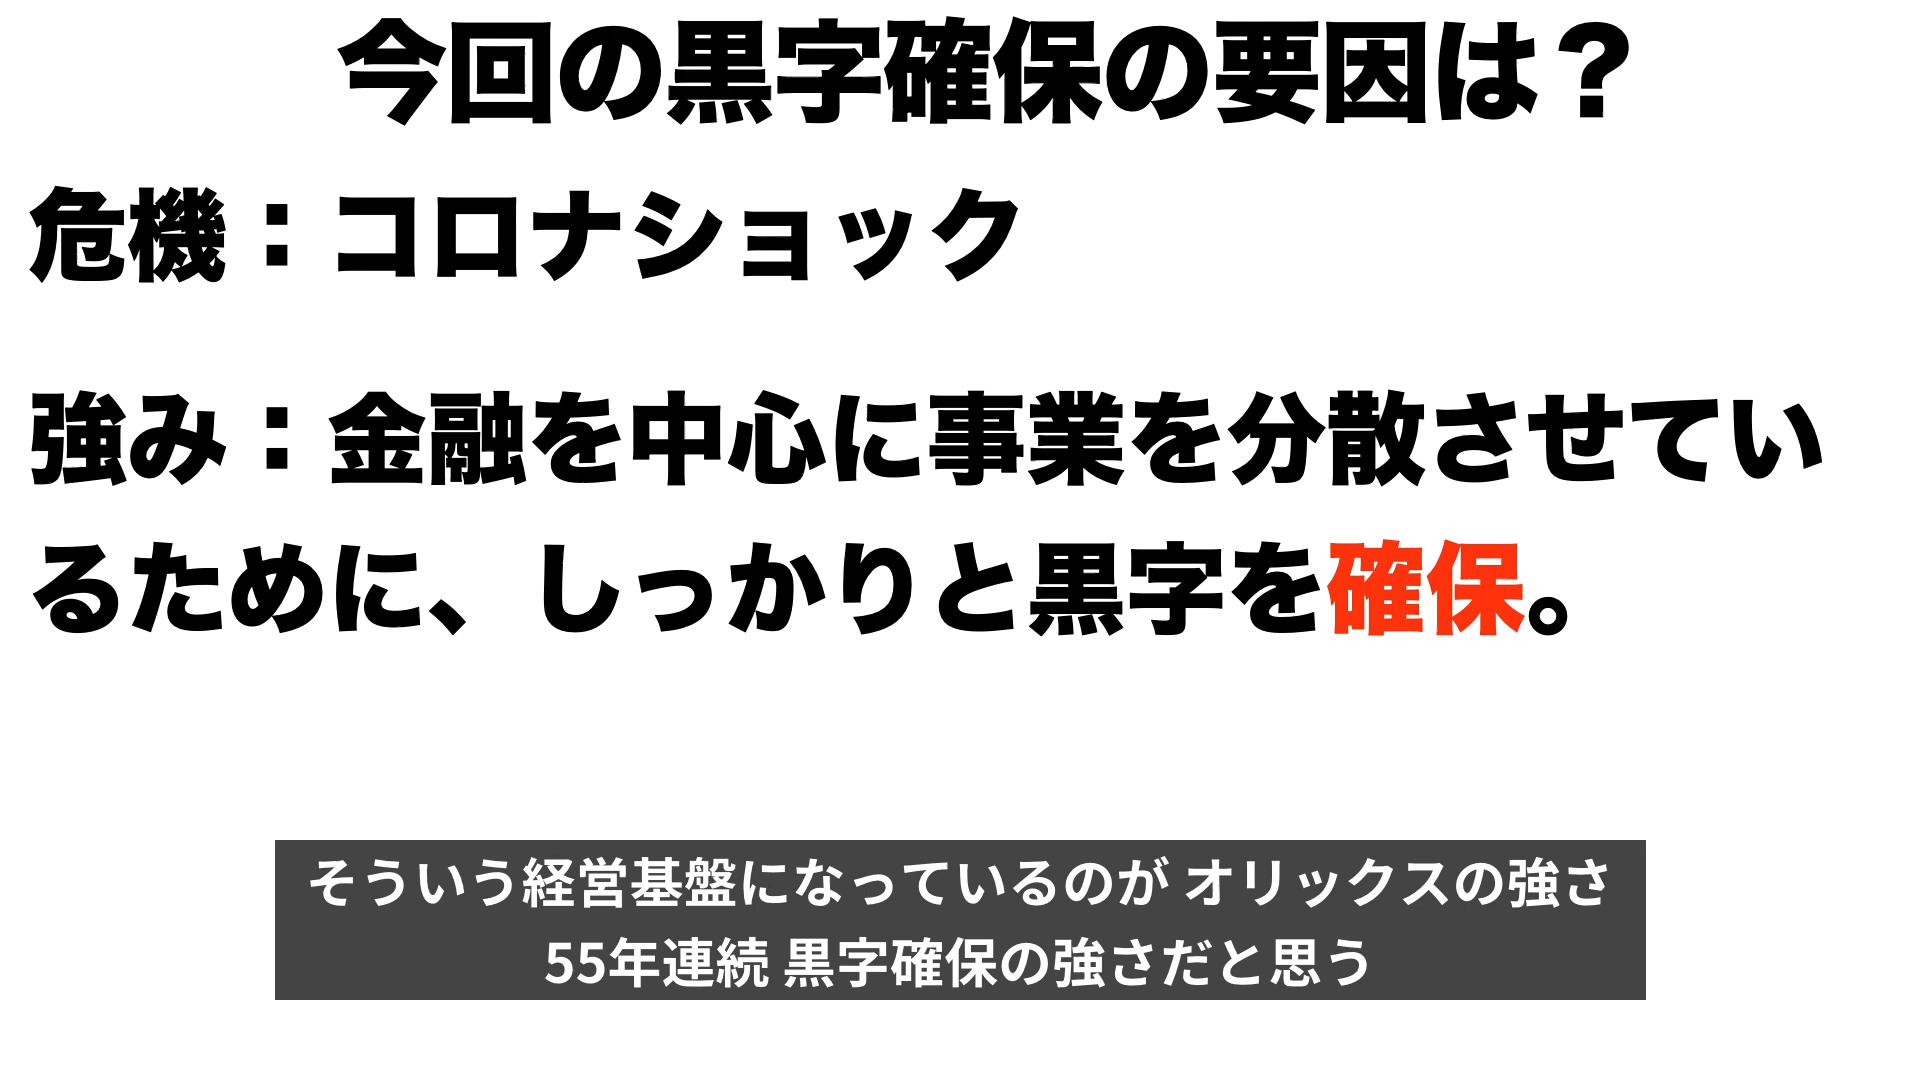 今回の黒字確保の要因は？
危機：コロナショック
強み：金融を中心に事業を分散させてい
るために、しっかりと黒字を確保。
そういう経営基盤になっているのが オリックスの強さ
55年連続 黒字確保の強さだと思う